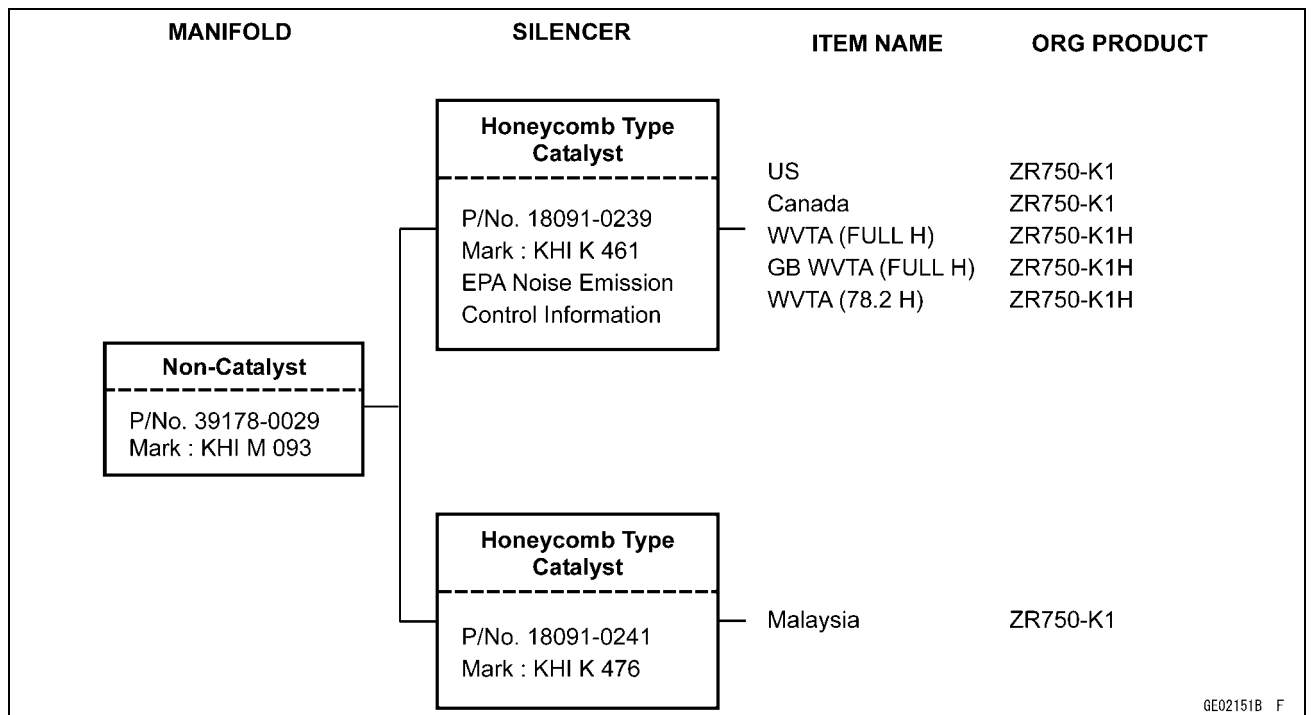 MANIFOLD
SILENCER
ITEM NAME
ORG PRODUCT
Honeycomb Type
Catalyst
P/No. 18091-0239
Mark : KHI K 461
EPA Noise Emission
Control Information
US ZR750-K1
Canada ZR750-K1
WVTA (FULL H) ZR750-K1H
GB WVTA (FULL H) ZR750-K1H
WVTA (78.2 H) ZR750-K1H
Non-Catalyst
P/No. 39178-0029
Mark : KHI M 093
Honeycomb Type
Catalyst
P/No. 18091-0241
Mark : KHI K 476
Malaysia ZR750-K1
GE02151B F